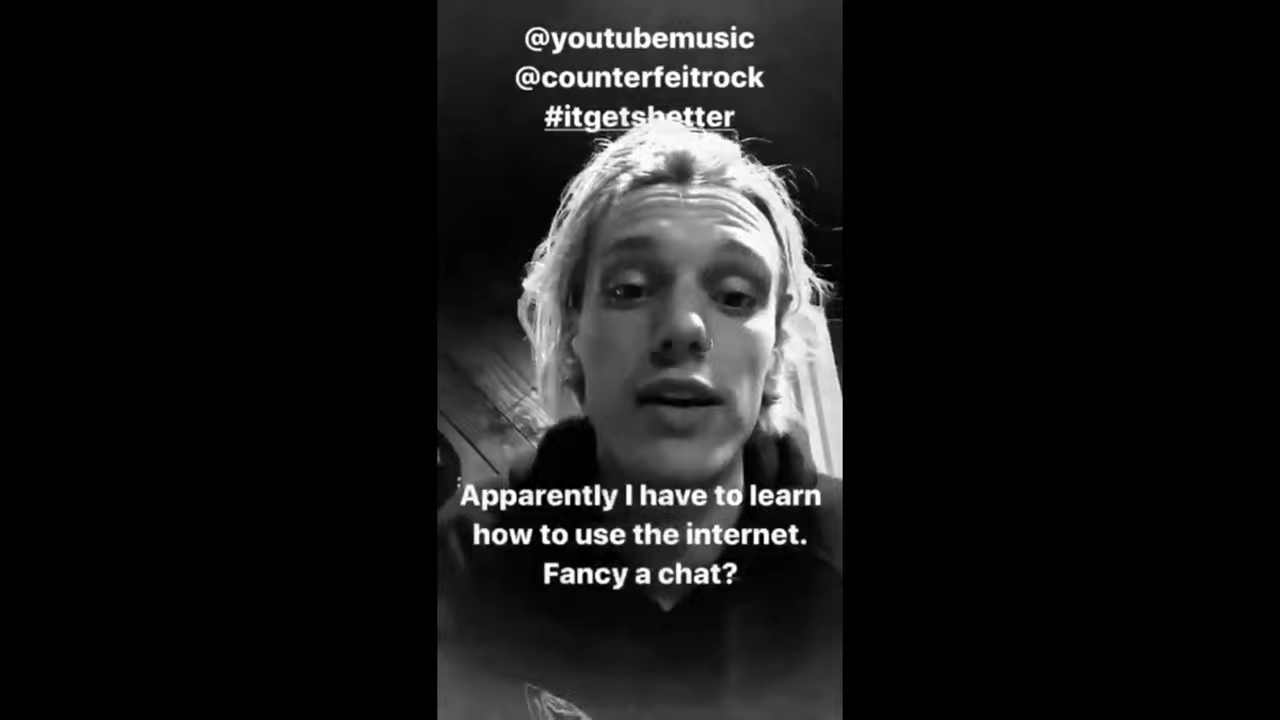 @youtubemusic
@counterfeitrock
#itgetsbetter
Apparently I have to learn
how to use the internet.
Fancy a chat?